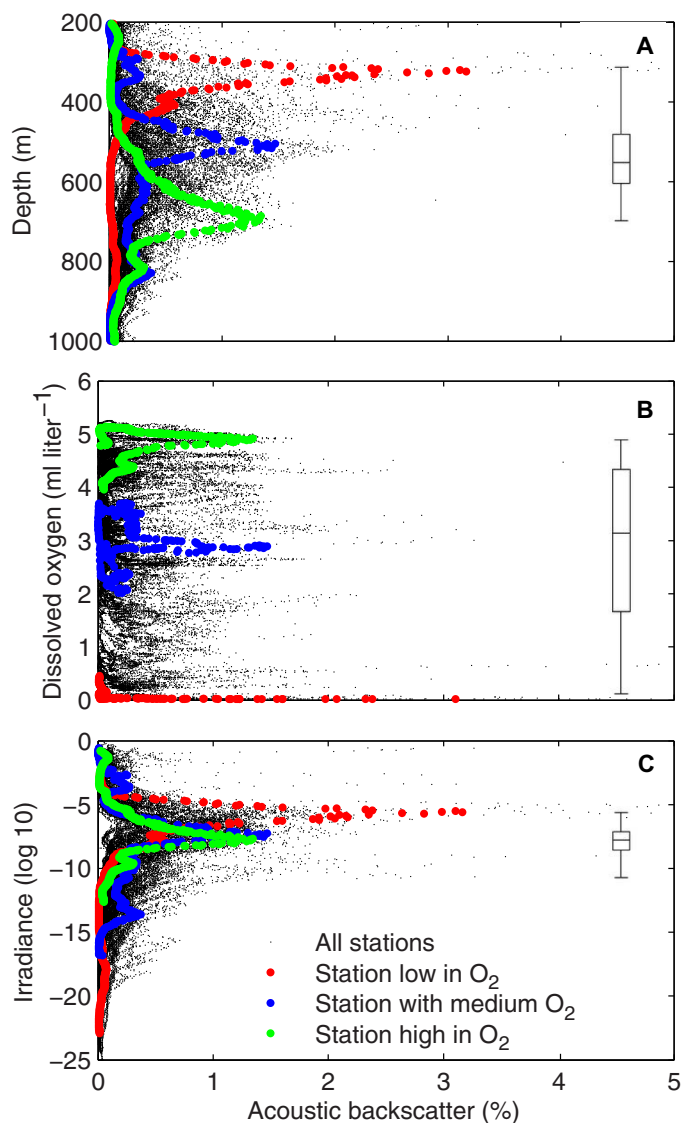 A
200
400
600
800
1000
Depth (m)
B
6
5
4
3
2
1
0
Dissolved oxygen (ml liter⁻¹)
C
0
−5
−10
−15
−20
−25
Irradiance (log 10)
All stations
Station low in O₂
Station with medium O₂
Station high in O₂
0 1 2 3 4 5
Acoustic backscatter (%)